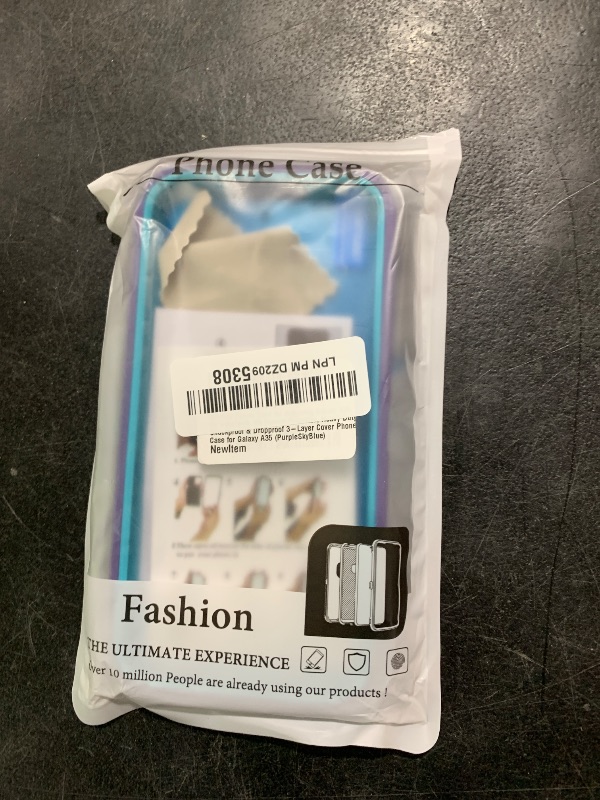 Phone Case
LPN PM DZ2095308
Shockproof & Dropproof 3-Layer Cover Phone
Case for Galaxy A35 (PurpleSkyBlue)
NewItem
Fashion
THE ULTIMATE EXPERIENCE
over 10 million People are already using our products !